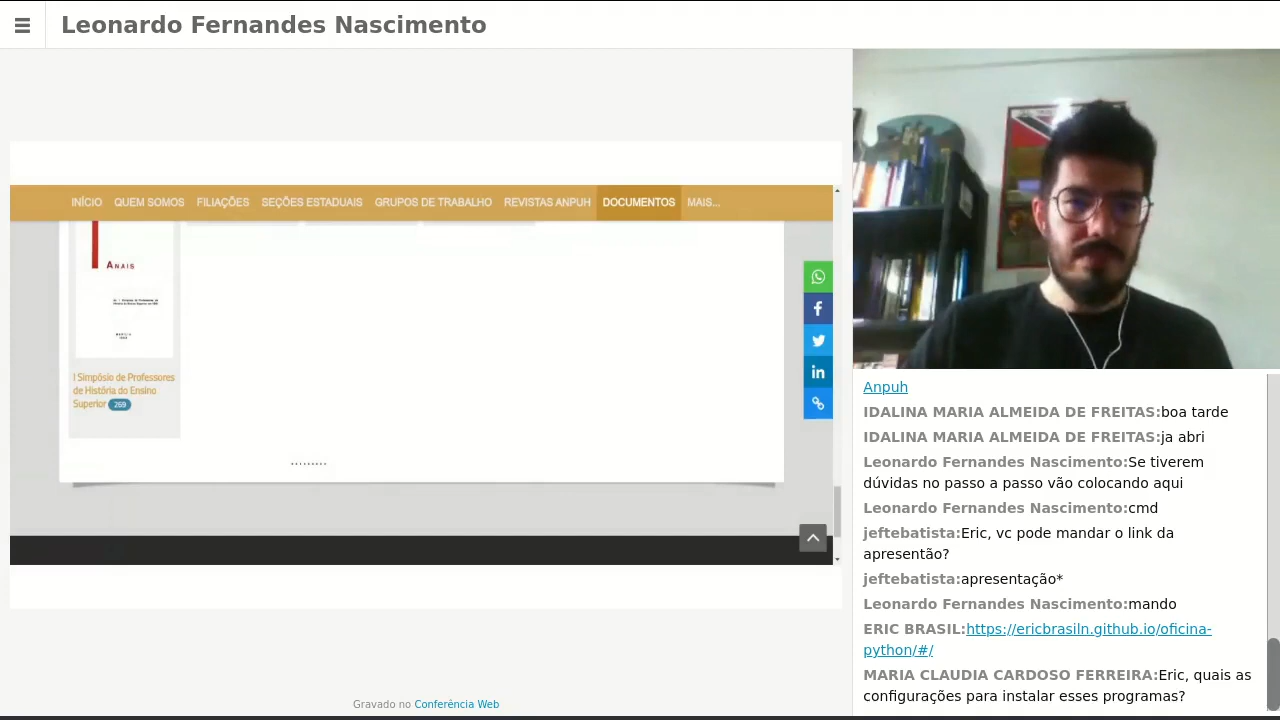 Leonardo Fernandes Nascimento
INÍCIO QUEM SOMOS FILIAÇÕES SEÇÕES ESTADUAIS GRUPOS DE TRABALHO REVISTAS ANPUH DOCUMENTOS MAIS...
ANAIS
I Simpósio de Professores
de História do Ensino
Superior 269
Anpuh
IDALINA MARIA ALMEIDA DE FREITAS:boa tarde
IDALINA MARIA ALMEIDA DE FREITAS:ja abri
Leonardo Fernandes Nascimento:Se tiverem
dúvidas no passo a passo vão colocando aqui
Leonardo Fernandes Nascimento:cmd
jeftebatista:Eric, vc pode mandar o link da
apresentão?
jeftebatista:apresentação*
Leonardo Fernandes Nascimento:mando
ERIC BRASIL:https://ericbrasiln.github.io/oficina-
python/#/
MARIA CLAUDIA CARDOSO FERREIRA:Eric, quais as
configurações para instalar esses programas?
Gravado no Conferência Web